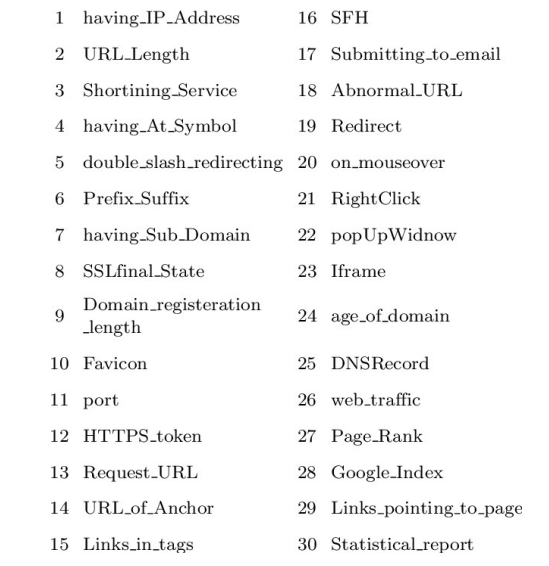 1 having_IP_Address 16 SFH
2 URL_Length 17 Submitting_to_email
3 Shortining_Service 18 Abnormal_URL
4 having_At_Symbol 19 Redirect
5 double_slash_redirecting 20 on_mouseover
6 Prefix_Suffix 21 RightClick
7 having_Sub_Domain 22 popUpWidnow
8 SSLfinal_State 23 Iframe
9 Domain_registeration
_length 24 age_of_domain
10 Favicon 25 DNSRecord
11 port 26 web_traffic
12 HTTPS_token 27 Page_Rank
13 Request_URL 28 Google_Index
14 URL_of_Anchor 29 Links_pointing_to_page
15 Links_in_tags 30 Statistical_report